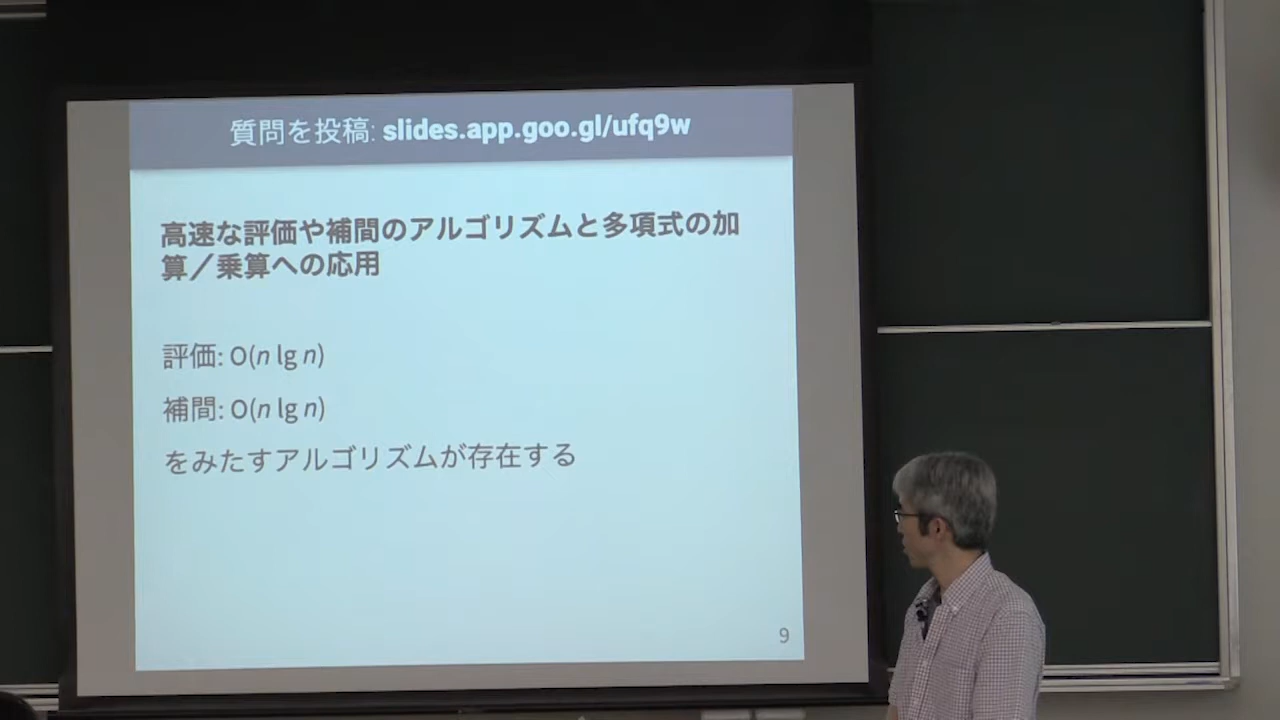 質問を投稿: slides.app.goo.gl/ufq9w
高速な評価や補間のアルゴリズムと多項式の加
算／乗算への応用
評価: O(n lg n)
補間: O(n lg n)
をみたすアルゴリズムが存在する
9